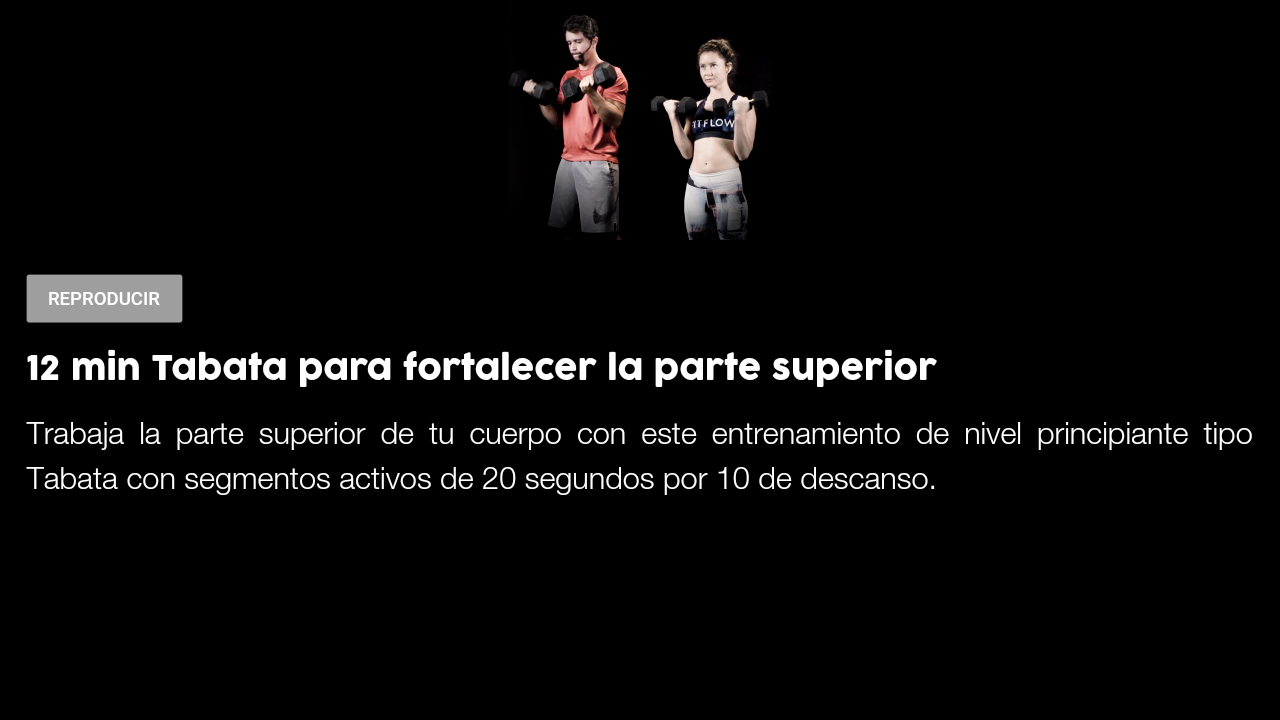 ITFLOW
REPRODUCIR
12 min Tabata para fortalecer la parte superior
Trabaja la parte superior de tu cuerpo con este entrenamiento de nivel principiante tipo
Tabata con segmentos activos de 20 segundos por 10 de descanso.